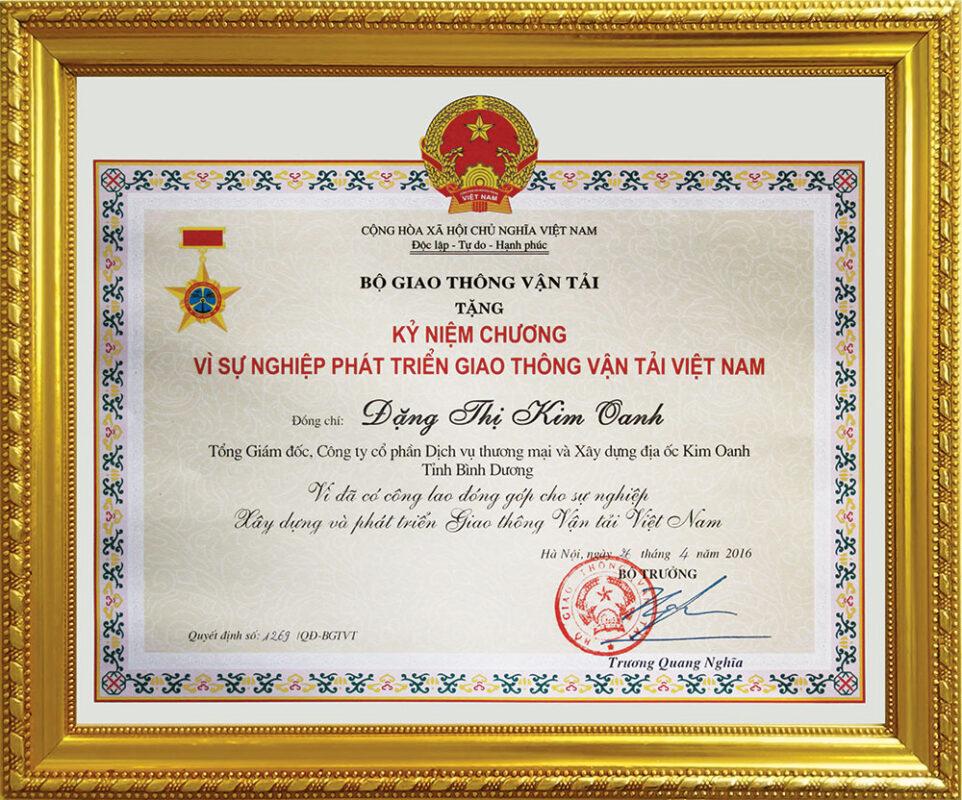 VIỆT NAM
CỘNG HÒA XÃ HỘI CHỦ NGHĨA VIỆT NAM
Độc lập - Tự do - Hạnh phúc
BỘ GIAO THÔNG VẬN TẢI
TẶNG
KỶ NIỆM CHƯƠNG
VÌ SỰ NGHIỆP PHÁT TRIỂN GIAO THÔNG VẬN TẢI VIỆT NAM
Đồng chí: Đặng Thị Kim Oanh
Tổng Giám đốc, Công ty cổ phần Dịch vụ thương mại và Xây dựng địa ốc Kim Oanh
Tỉnh Bình Dương
Vì đã có công lao đóng góp cho sự nghiệp
Xây dựng và phát triển Giao thông Vận tải Việt Nam
Hà Nội, ngày tháng 4 năm 2016
BỘ TRƯỞNG
BỘ GIAO THÔNG VẬN TẢI
Quyết định số: 1269 /QĐ-BGTVT
Trương Quang Nghĩa